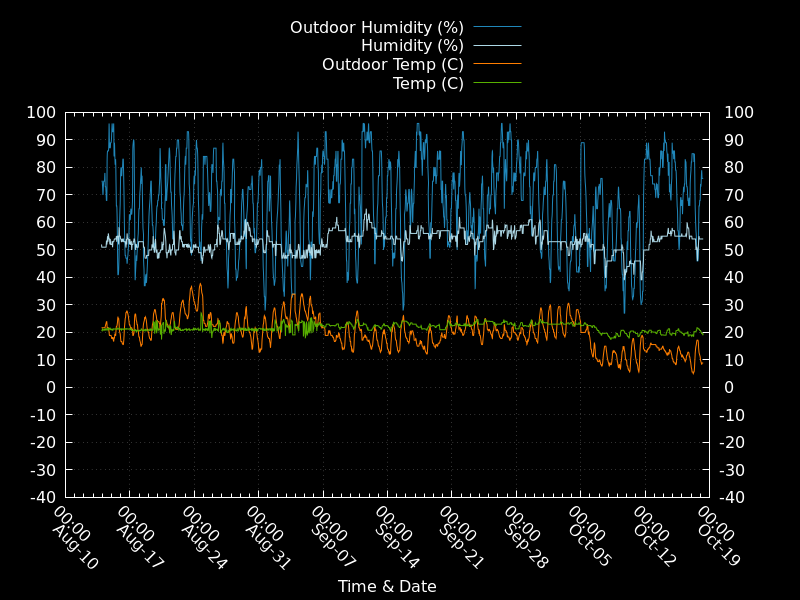 Outdoor Humidity (%)
Humidity (%)
Outdoor Temp (C)
Temp (C)
100 100
90 90
80 80
70 70
60 60
50 50
40 40
30 30
20 20
10 10
0 0
-10 -10
-20 -20
-30 -30
-40 -40
00:00 00:00 00:00 00:00 00:00 00:00 00:00 00:00 00:00 00:00 00:00
Aug-10 Aug-17 Aug-24 Aug-31 Sep-07 Sep-14 Sep-21 Sep-28 Oct-05 Oct-12 Oct-19
Time & Date